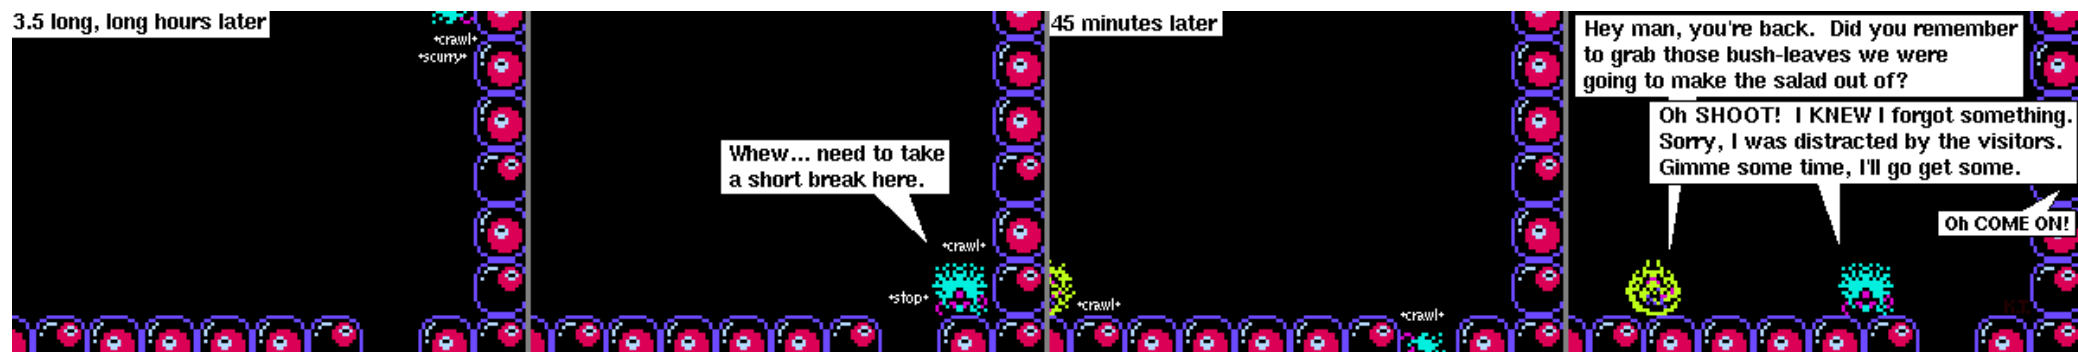 3.5 long, long hours later
*crawl*
*scurry*
Whew... need to take
a short break here.
*crawl*
*stop*
45 minutes later
*crawl*
*crawl*
Hey man, you're back. Did you remember
to grab those bush-leaves we were
going to make the salad out of?
Oh SHOOT! I KNEW I forgot something.
Sorry, I was distracted by the visitors.
Gimme some time, I'll go get some.
Oh COME ON!